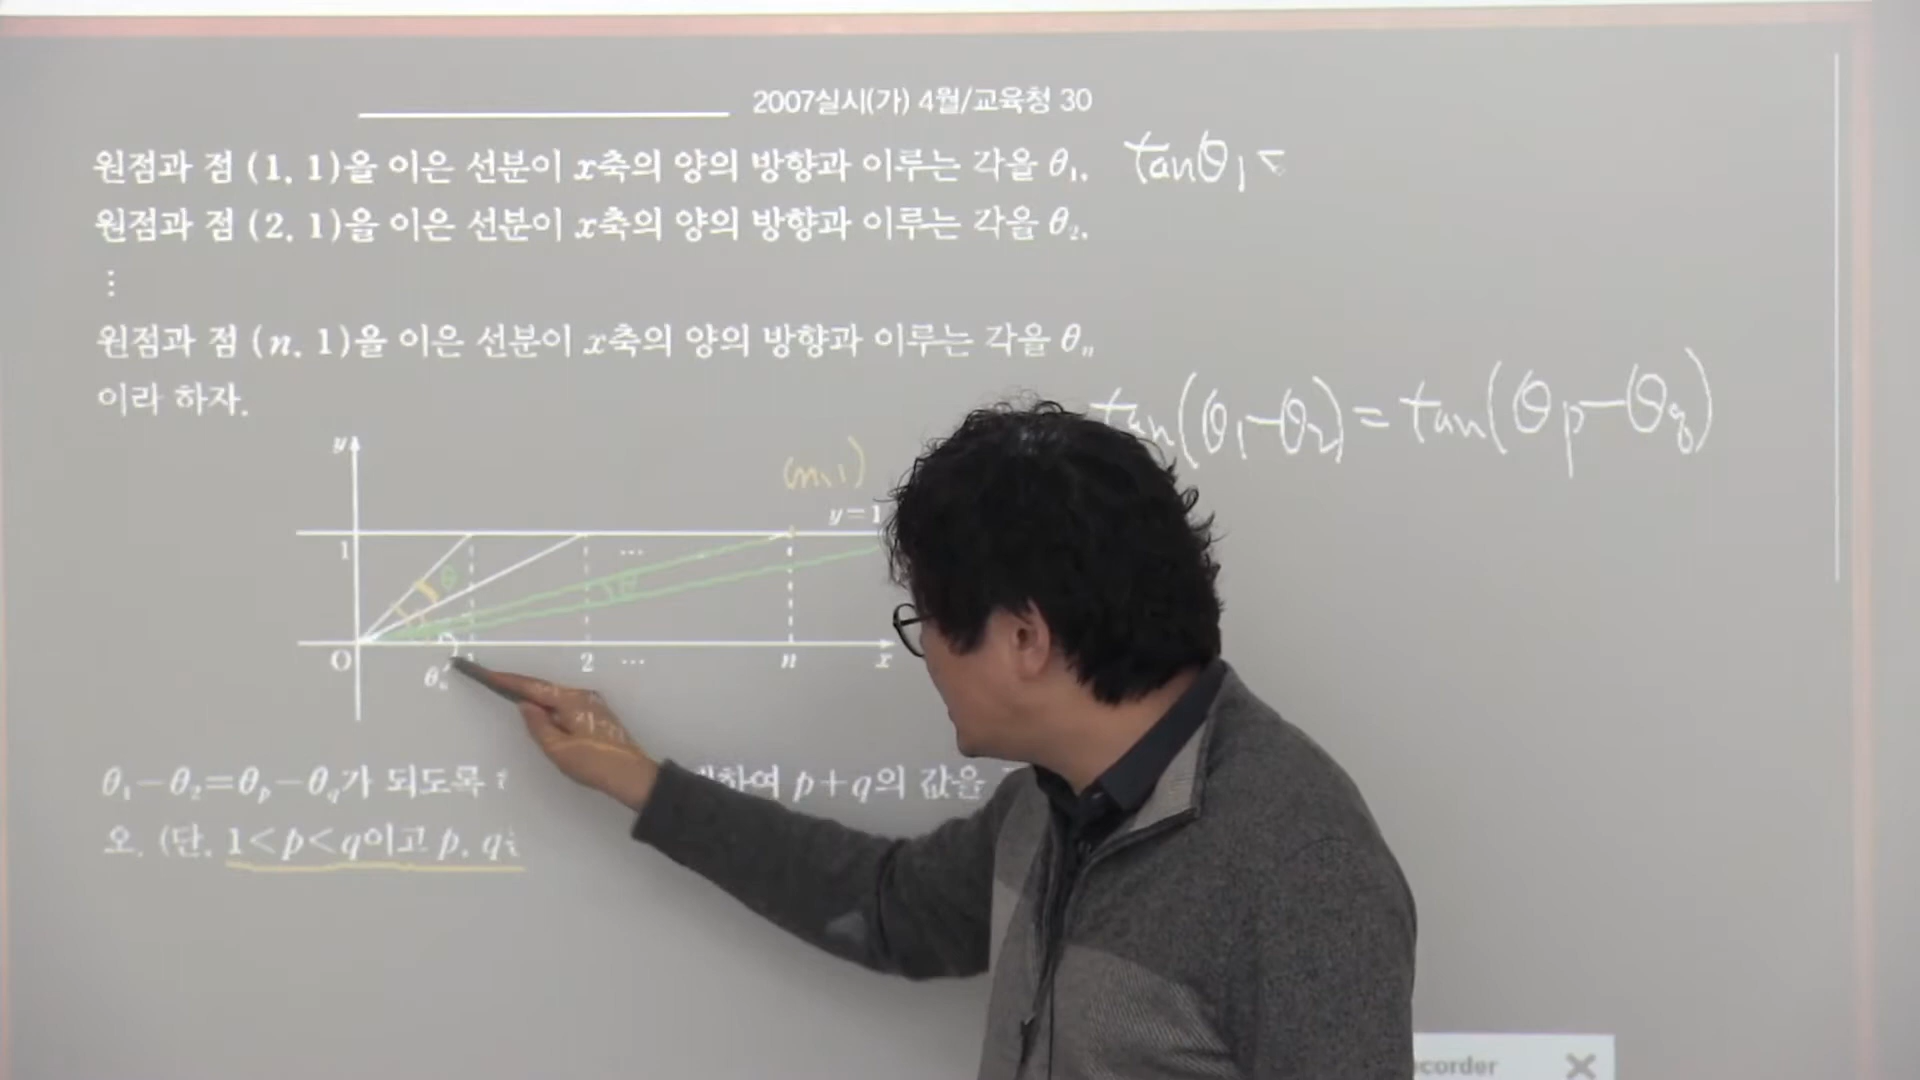 2007실시(가) 4월/교육청 30
원점과 점 (1, 1)을 이은 선분이 x축의 양의 방향과 이루는 각을 θ₁, tanθ₁ =
원점과 점 (2, 1)을 이은 선분이 x축의 양의 방향과 이루는 각을 θ₂,
⋮
원점과 점 (n, 1)을 이은 선분이 x축의 양의 방향과 이루는 각을 θₙ
이라 하자.
tan(θ₁-θ₂) = tan(θp-θq)
y
(n, 1)
y=1
1
...
θ
θ
O
1 2 ... n x
θₙ
θ₁-θ₂=θp-θq가 되도록 하여 p+q의 값을
오. (단, 1<p<q이고 p, q
ecorder